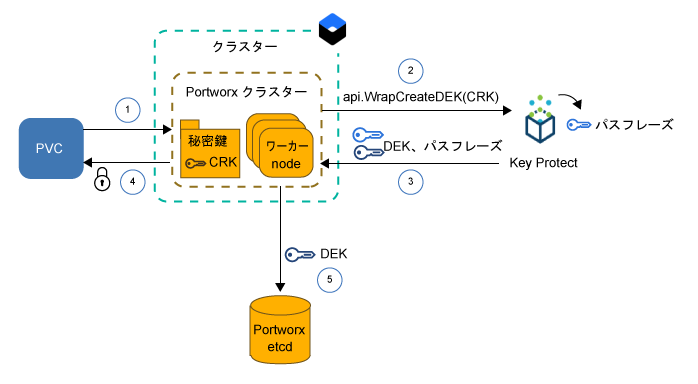 クラスター
Portworx クラスター
秘密鍵
CRK
ワーカー
node
PVC
1
4
2
api.WrapCreateDEK(CRK)
DEK、パスフレーズ
3
パスフレーズ
Key Protect
DEK
5
Portworx
etcd